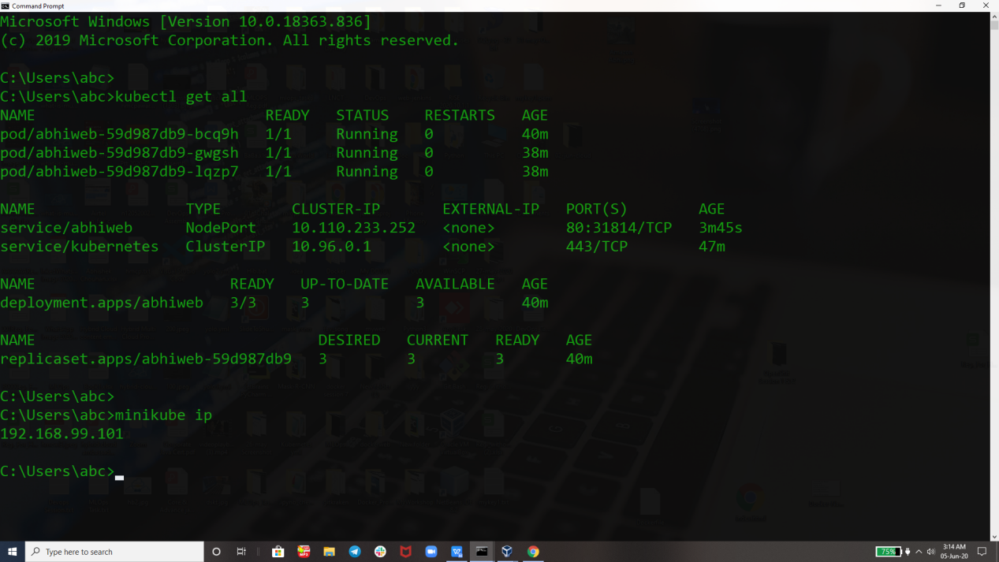 Command Prompt
Microsoft Windows [Version 10.0.18363.836]
(c) 2019 Microsoft Corporation. All rights reserved.
C:\Users\abc>
C:\Users\abc>kubectl get all
NAME READY STATUS RESTARTS AGE
pod/abhiweb-59d987db9-bcq9h 1/1 Running 0 40m
pod/abhiweb-59d987db9-gwgsh 1/1 Running 0 38m
pod/abhiweb-59d987db9-lqzp7 1/1 Running 0 38m
NAME TYPE CLUSTER-IP EXTERNAL-IP PORT(S) AGE
service/abhiweb NodePort 10.110.233.252 <none> 80:31814/TCP 3m45s
service/kubernetes ClusterIP 10.96.0.1 <none> 443/TCP 47m
NAME READY UP-TO-DATE AVAILABLE AGE
deployment.apps/abhiweb 3/3 3 3 40m
NAME DESIRED CURRENT READY AGE
replicaset.apps/abhiweb-59d987db9 3 3 3 40m
C:\Users\abc>
C:\Users\abc>minikube ip
192.168.99.101
C:\Users\abc>
Type here to search
75%
3:14 AM
05-Jun-20